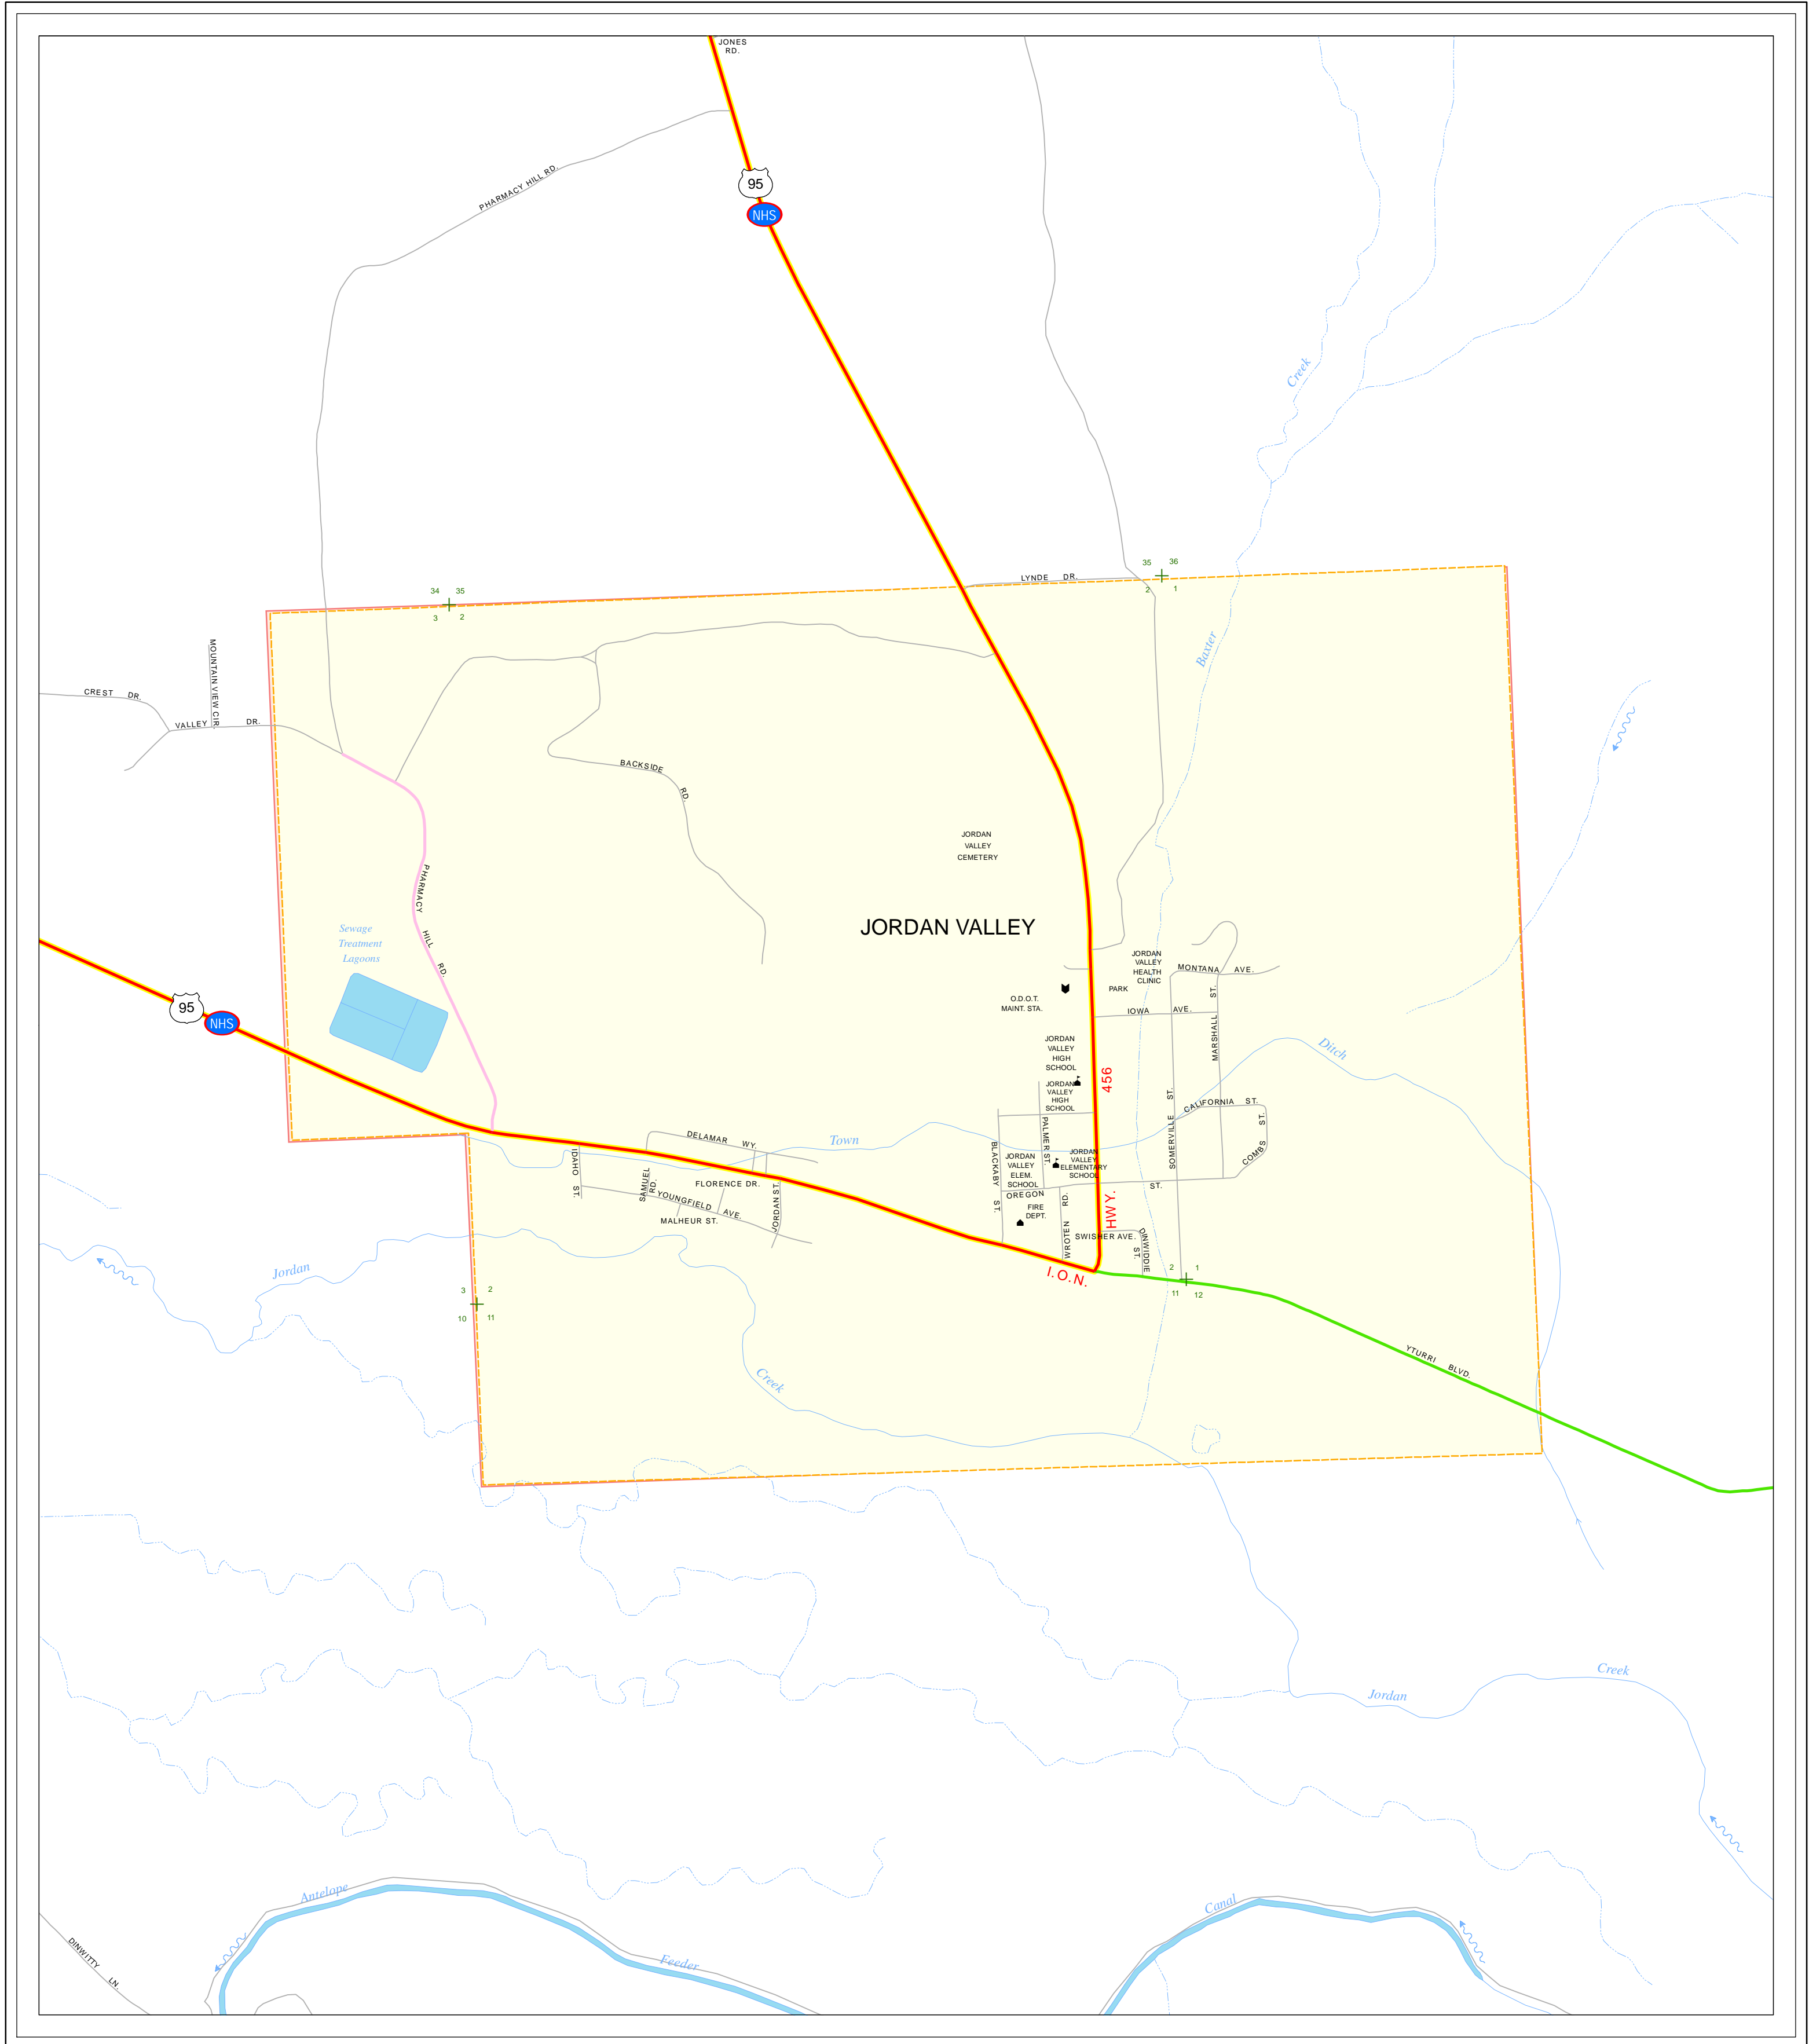 JONES
RD.
PHARMACY HILL RD.
95
NHS
Creek
35 36
LYNDE DR.
2 1
34 35
3 2
Baxter
MOUNTAIN VIEW CIR.
CREST DR.
VALLEY DR.
BACKSIDE RD.
JORDAN
VALLEY
CEMETERY
PHARMACY HILL RD.
JORDAN VALLEY
Sewage
Treatment
Lagoons
JORDAN
VALLEY
HEALTH
CLINIC
MONTANA AVE.
PARK
O.D.O.T.
MAINT. STA.
95
NHS
IOWA AVE.
MARSHALL ST.
JORDAN
VALLEY
HIGH
SCHOOL
Ditch
456
JORDAN
VALLEY
HIGH
SCHOOL
CALIFORNIA ST.
SOMERVILLE ST.
COMBS ST.
PALMER ST.
DELAMAR WY.
Town
BLACKABY ST.
JORDAN
VALLEY
ELEM.
SCHOOL
JORDAN
VALLEY
ELEMENTARY
SCHOOL
IDAHO ST.
SAMUEL RD.
FLORENCE DR.
YOUNGFIELD AVE.
MALHEUR ST.
JORDAN ST.
OREGON ST.
FIRE
DEPT.
WROTEN RD.
HWY.
SWISHER AVE.
DINWIDDIE ST.
I.O.N.
2 1
11 12
3 2
10 11
Jordan
Creek
YTURRI BLVD.
Creek
Jordan
Antelope
Canal
Feeder
DINWITTY LN.